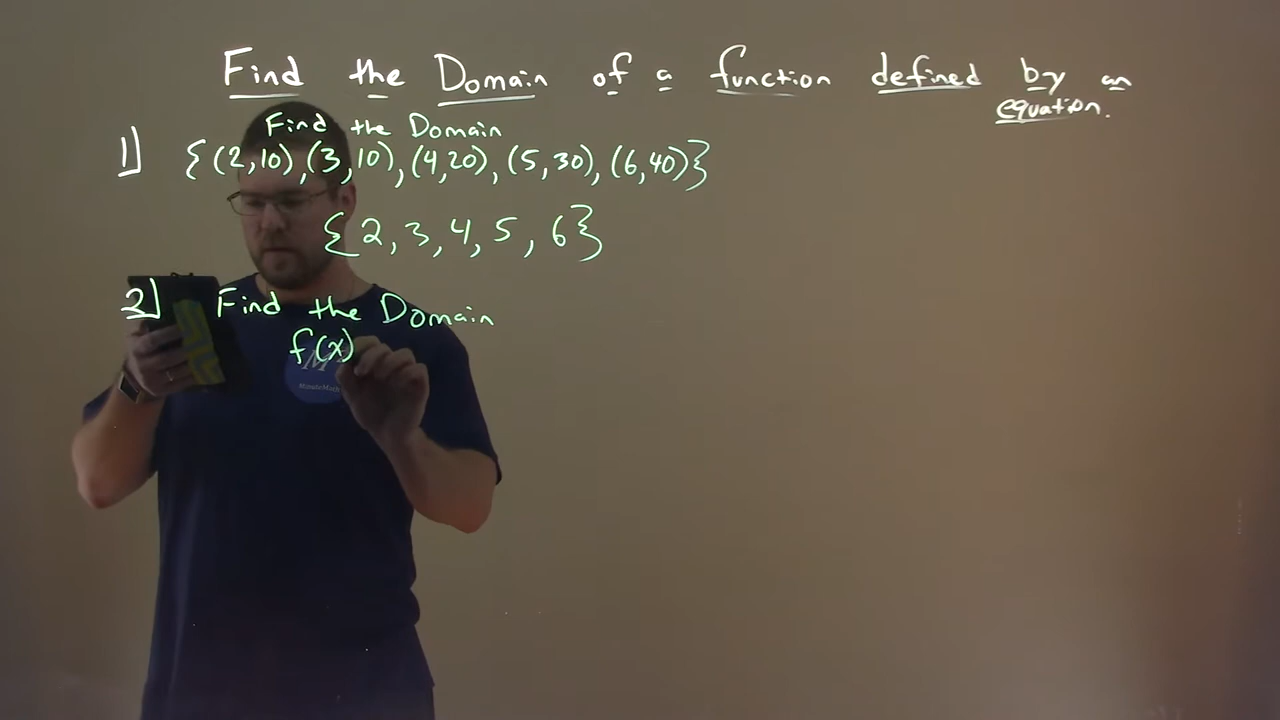 Find the Domain of a function defined by an
equation.
Find the Domain
1] {(2,10),(3,10),(4,20),(5,30),(6,40)}
{2,3,4,5,6}
2] Find the Domain
f(x)
M
MinuteMath